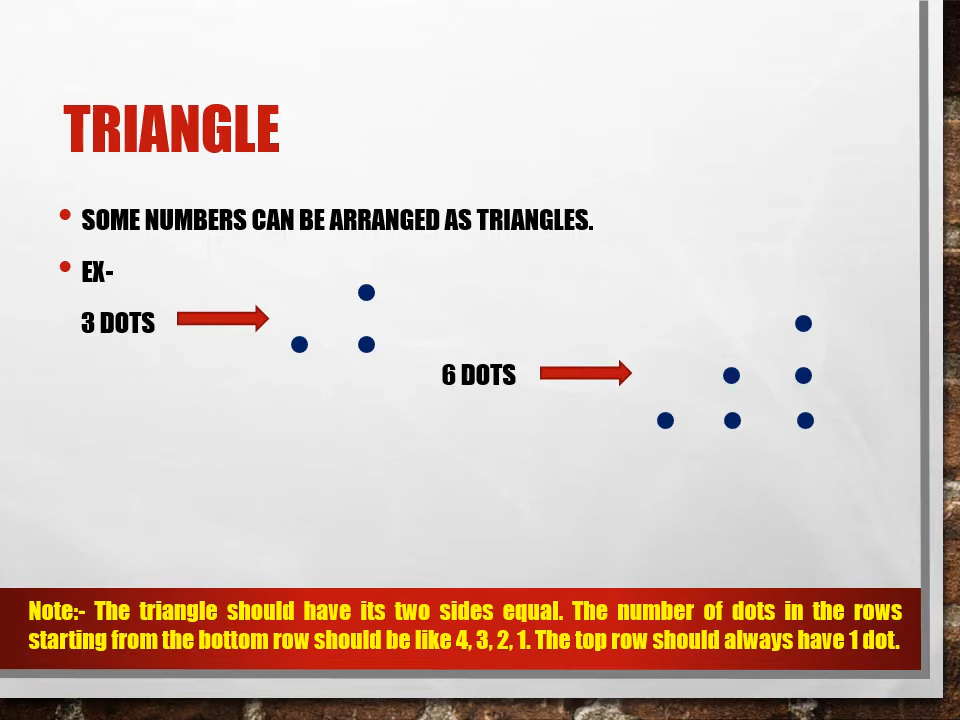 TRIANGLE
• SOME NUMBERS CAN BE ARRANGED AS TRIANGLES.
• EX-
3 DOTS
6 DOTS
Note:- The triangle should have its two sides equal. The number of dots in the rows
starting from the bottom row should be like 4, 3, 2, 1. The top row should always have 1 dot.